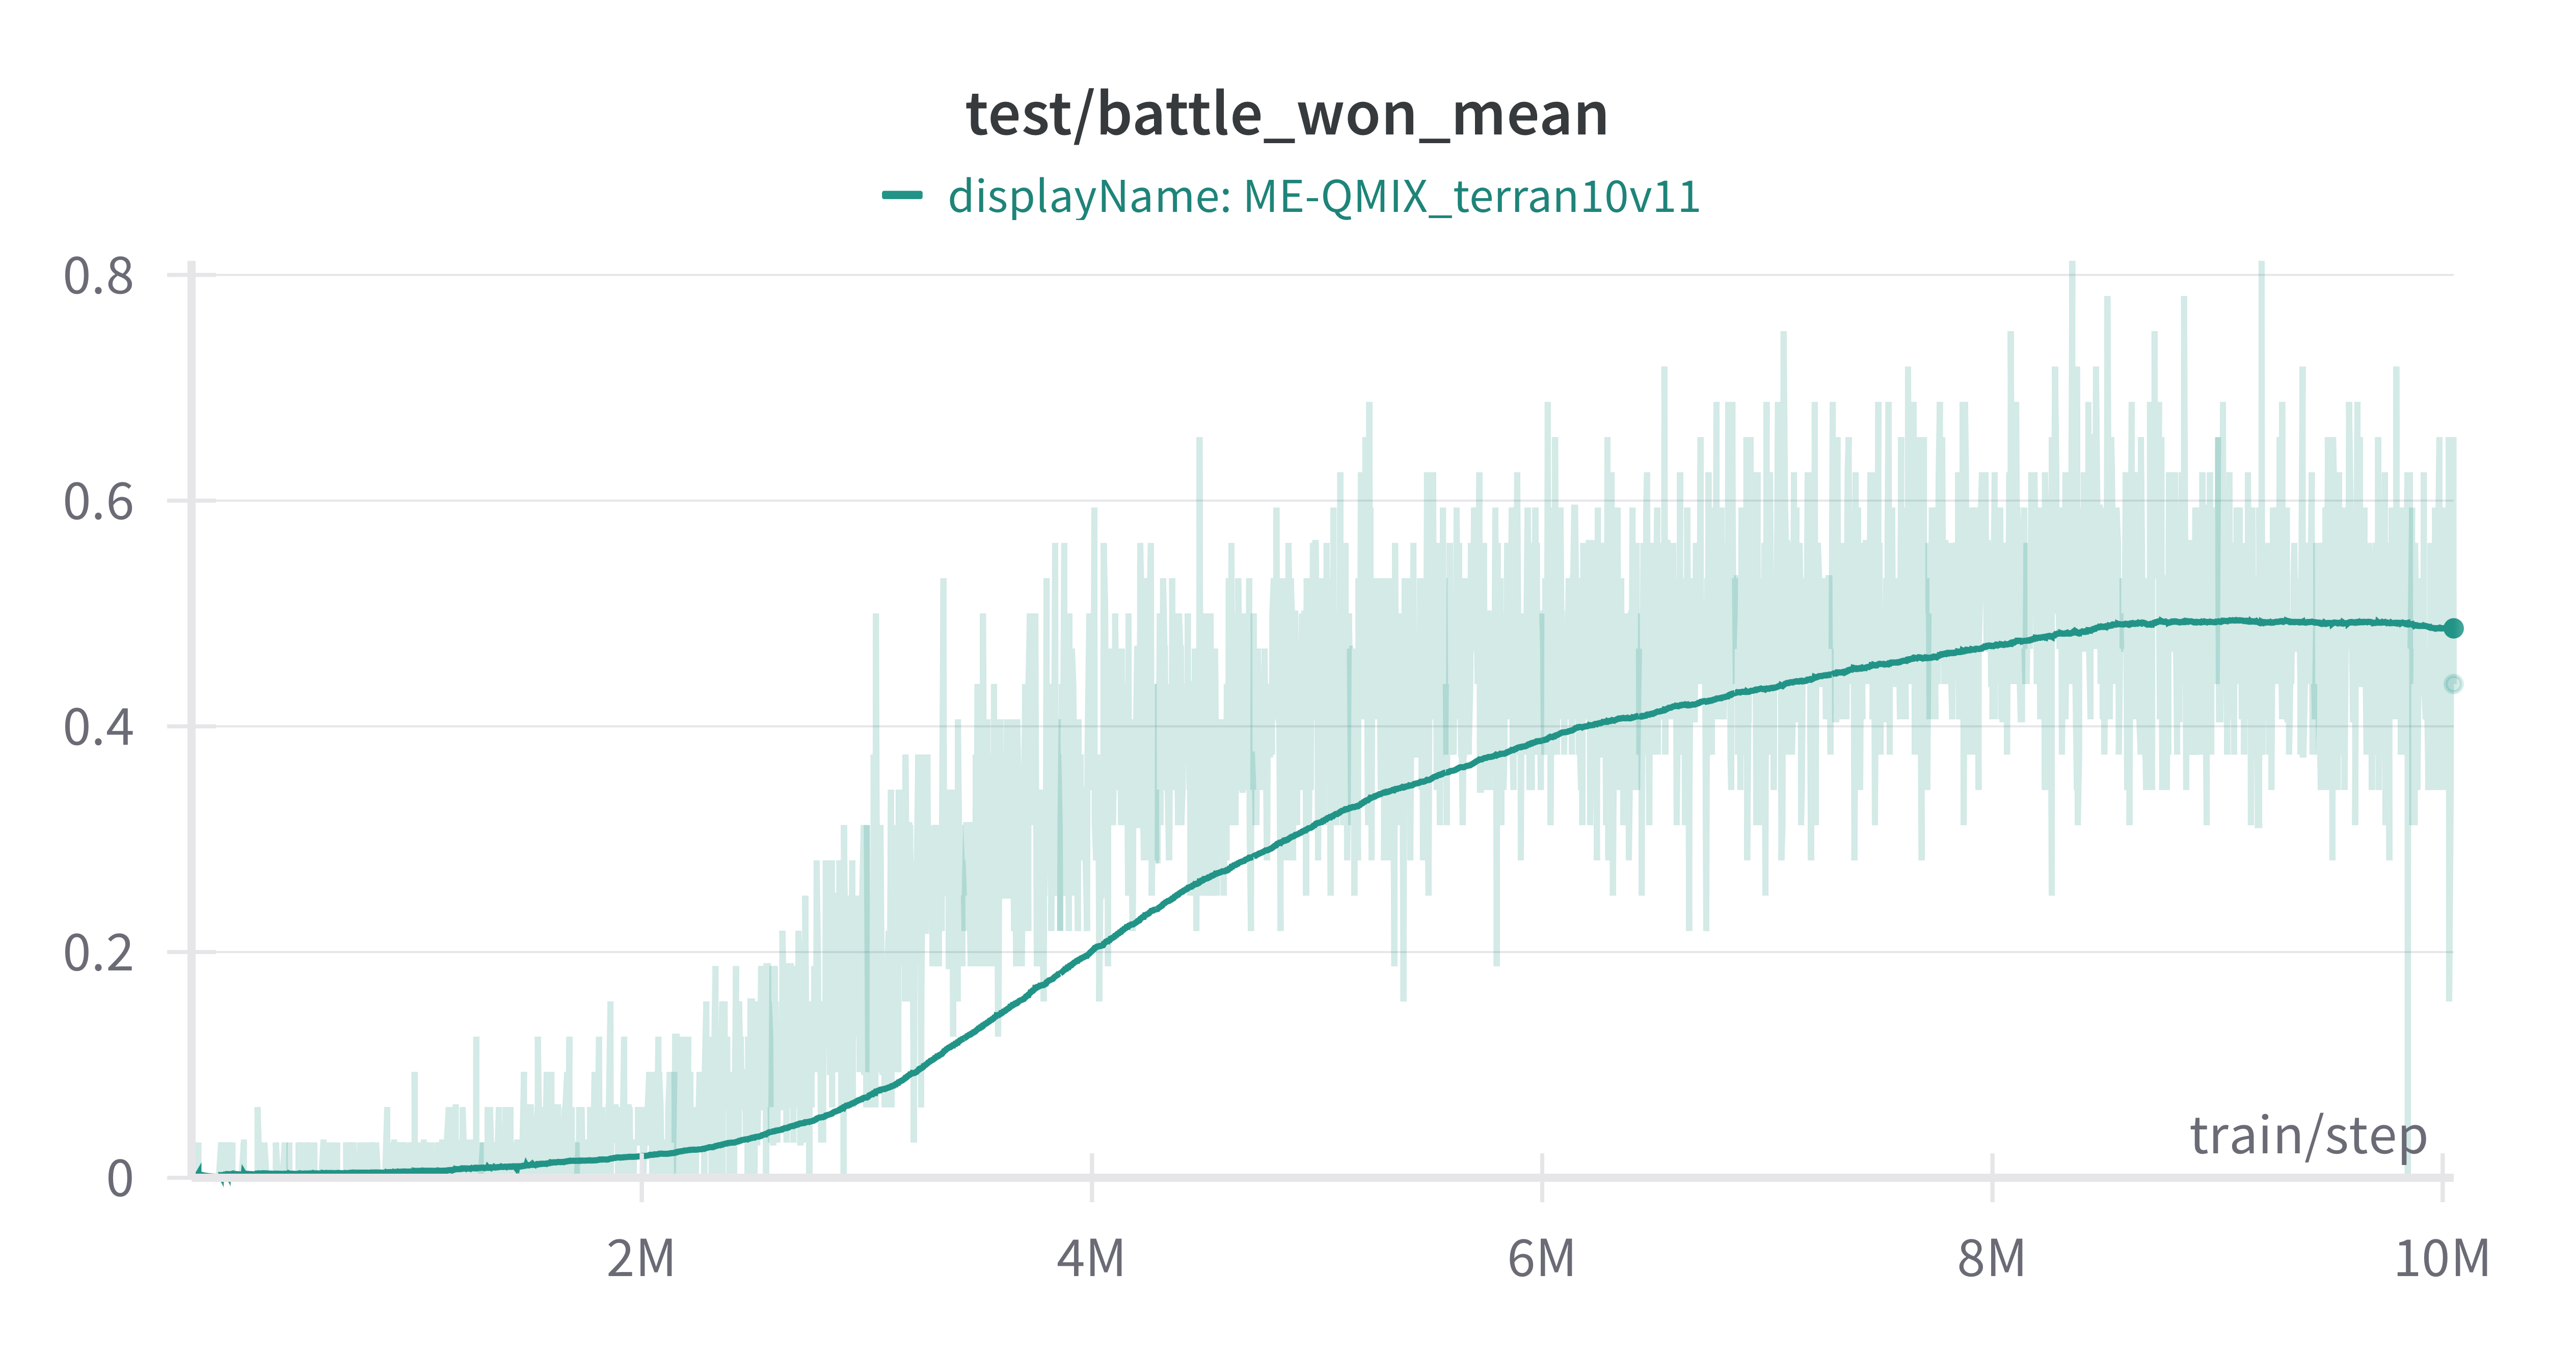 test/battle_won_mean
displayName: ME-QMIX_terran10v11
0.8
0.6
0.4
0.2
0
train/step
2M 4M 6M 8M 10M